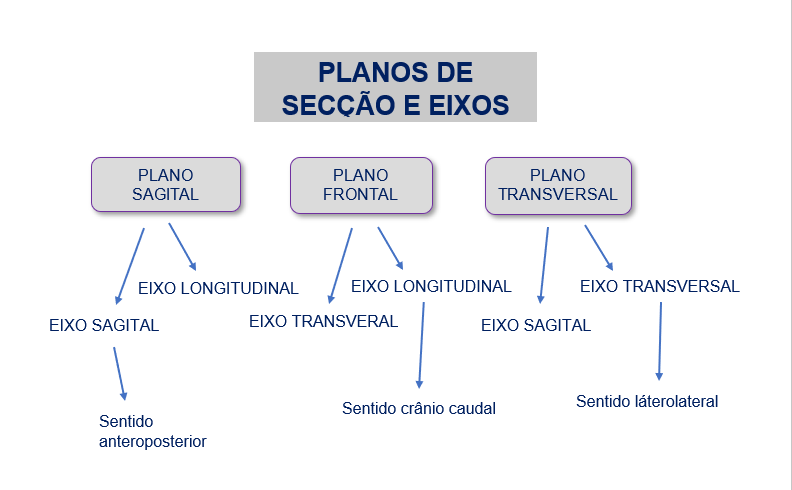 PLANOS DE
SECÇÃO E EIXOS
PLANO
SAGITAL
PLANO
FRONTAL
PLANO
TRANSVERSAL
EIXO LONGITUDINAL
EIXO SAGITAL
EIXO LONGITUDINAL
EIXO TRANSVERAL
EIXO TRANSVERSAL
EIXO SAGITAL
Sentido
anteroposterior
Sentido crânio caudal
Sentido láterolateral